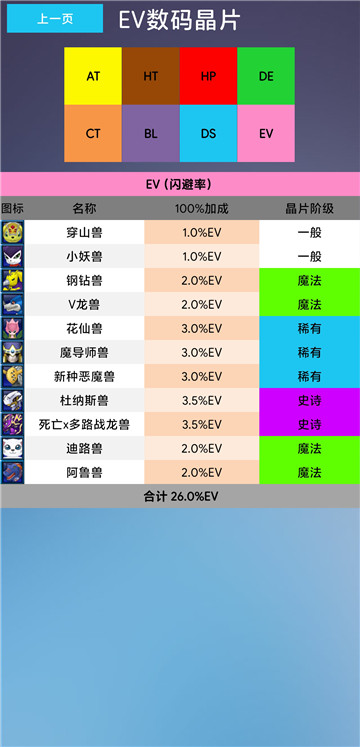 上一页 EV数码晶片
AT HT HP DE
CT BL DS EV
EV (闪避率)
图标 名称 100%加成 晶片阶级
穿山兽 1.0%EV 一般
小妖兽 1.0%EV 一般
钢钻兽 2.0%EV 魔法
V龙兽 2.0%EV 魔法
花仙兽 3.0%EV 稀有
魔导师兽 3.0%EV 稀有
新种恶魔兽 3.0%EV 稀有
杜纳斯兽 3.5%EV 史诗
死亡x多路战龙兽 3.5%EV 史诗
迪路兽 2.0%EV 魔法
阿鲁兽 2.0%EV 魔法
合计 26.0%EV